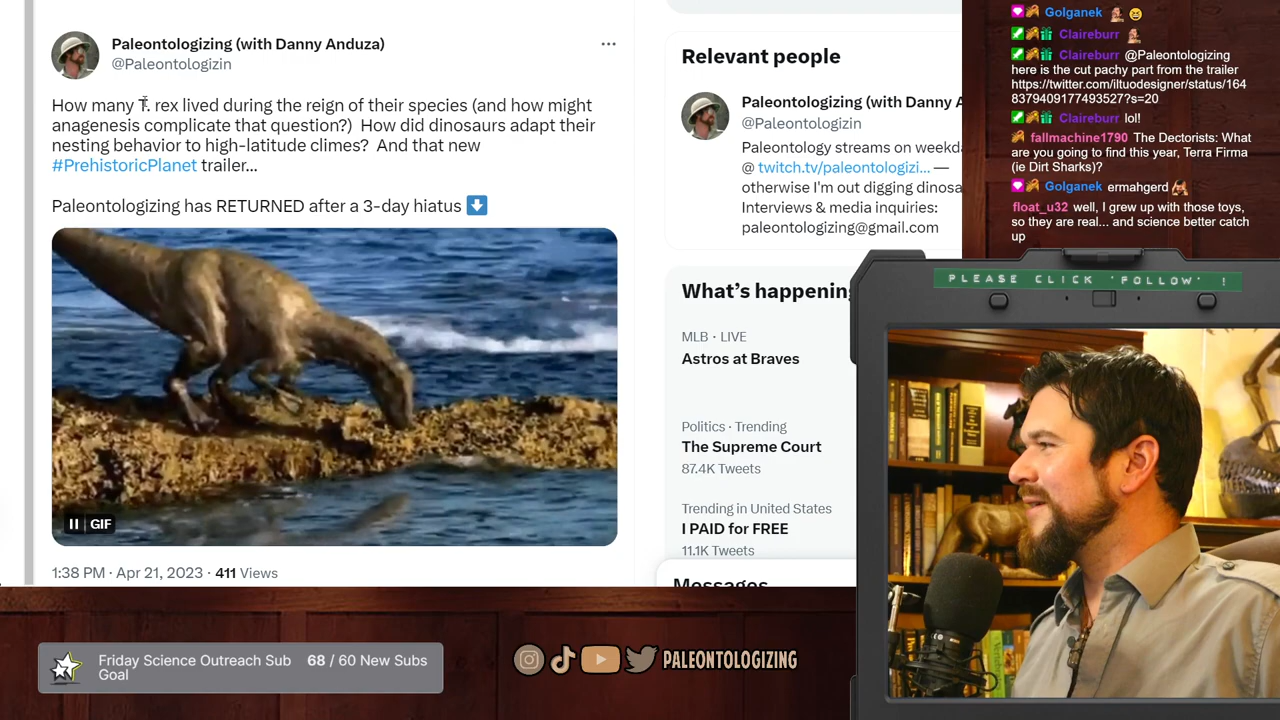 Paleontologizing (with Danny Anduza)
@Paleontologizin
How many T. rex lived during the reign of their species (and how might
anagenesis complicate that question?)  How did dinosaurs adapt their
nesting behavior to high-latitude climes?  And that new
#PrehistoricPlanet trailer...
Paleontologizing has RETURNED after a 3-day hiatus
GIF
1:38 PM · Apr 21, 2023 · 411 Views
Relevant people
Paleontologizing (with Danny A
@Paleontologizin
Paleontology streams on weekda
@ twitch.tv/paleontologizi... —
otherwise I'm out digging dinosa
Interviews & media inquiries:
paleontologizing@gmail.com
What's happening
MLB · LIVE
Astros at Braves
Politics · Trending
The Supreme Court
87.4K Tweets
Trending in United States
I PAID for FREE
11.1K Tweets
Messages
Golganek
Claireburr
Claireburr @Paleontologizing
here is the cut pachy part from the trailer
https://twitter.com/iltuodesigner/status/164
8379409177493527?s=20
Claireburr lol!
fallmachine1790 The Dectorists: What
are you going to find this year, Terra Firma
(ie Dirt Sharks)?
Golganek ermahgerd
float_u32 well, I grew up with those toys,
so they are real... and science better catch
up
PLEASE CLICK 'FOLLOW' !
Friday Science Outreach Sub
Goal
68 / 60 New Subs
PALEONTOLOGIZING